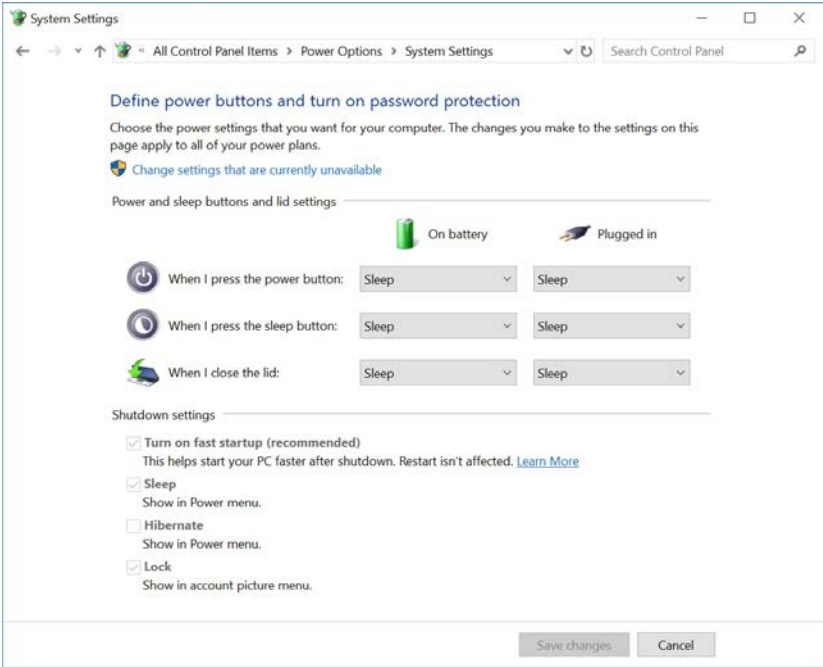 System Settings
« All Control Panel Items > Power Options > System Settings
Search Control Panel
Define power buttons and turn on password protection
Choose the power settings that you want for your computer. The changes you make to the settings on this
page apply to all of your power plans.
Change settings that are currently unavailable
Power and sleep buttons and lid settings
On battery Plugged in
When I press the power button: Sleep Sleep
When I press the sleep button: Sleep Sleep
When I close the lid: Sleep Sleep
Shutdown settings
Turn on fast startup (recommended)
This helps start your PC faster after shutdown. Restart isn't affected. Learn More
Sleep
Show in Power menu.
Hibernate
Show in Power menu.
Lock
Show in account picture menu.
Save changes Cancel